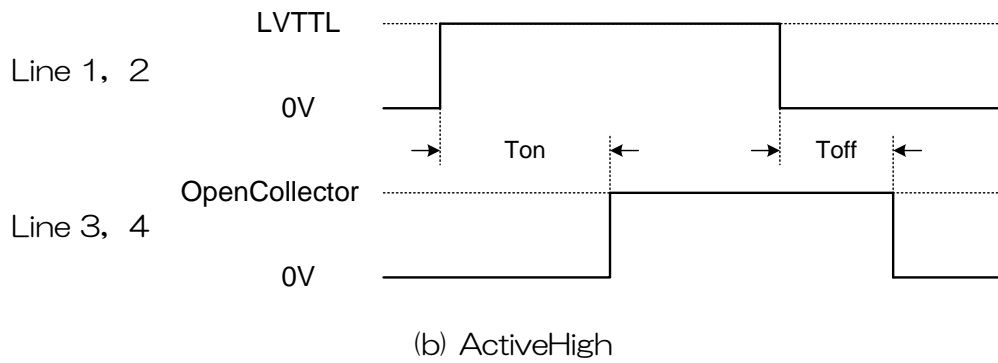 LVTTL
Line 1, 2
0V
Ton
Toff
OpenCollector
Line 3, 4
0V
(b) ActiveHigh